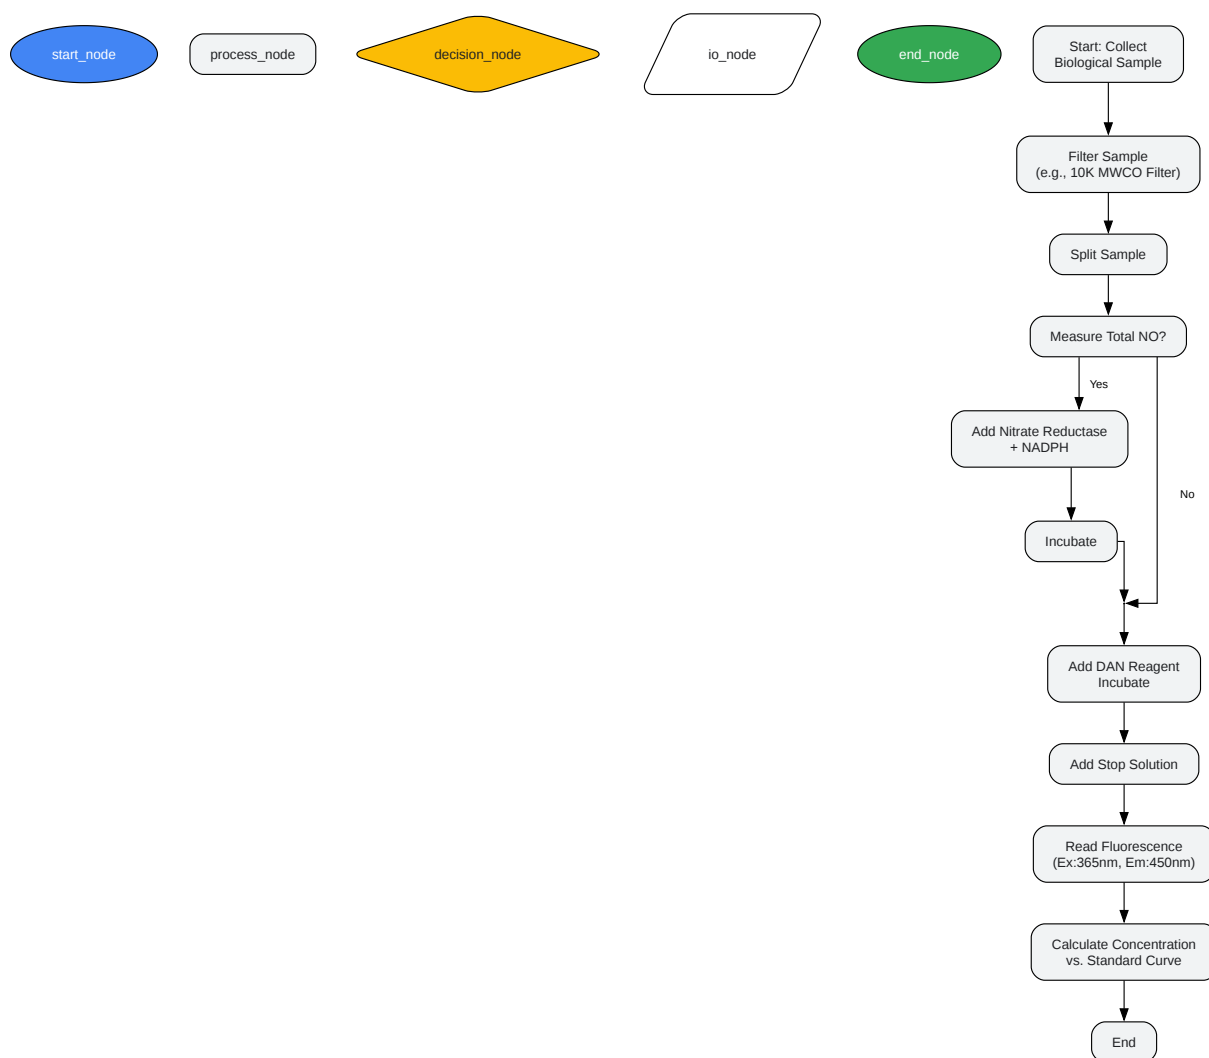 start_node
process_node
decision_node
io_node
end_node
Start: Collect
Biological Sample
Filter Sample
(e.g., 10K MWCO Filter)
Split Sample
Measure Total NO?
Yes
Add Nitrate Reductase
+ NADPH
No
Incubate
Add DAN Reagent
Incubate
Add Stop Solution
Read Fluorescence
(Ex:365nm, Em:450nm)
Calculate Concentration
vs. Standard Curve
End